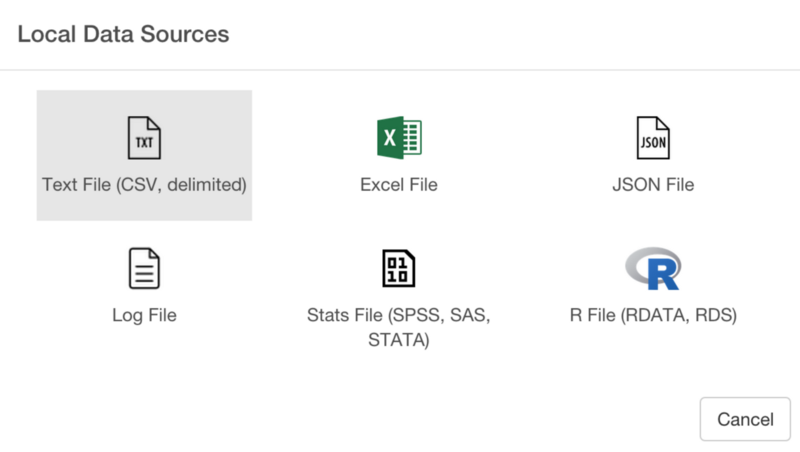 Local Data Sources
TXT
X
JSON
Text File (CSV, delimited)
Excel File
JSON File
01
10
R
Log File
Stats File (SPSS, SAS,
STATA)
R File (RDATA, RDS)
Cancel